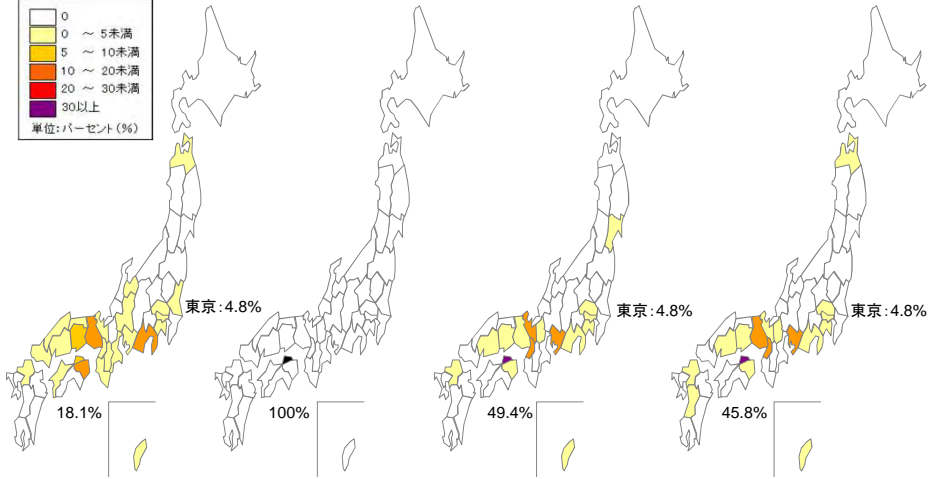 0
0 ~ 5未満
5 ~ 10未満
10 ~ 20未満
20 ~ 30未満
30以上
単位:パーセント(%)
東京:4.8%
東京:4.8%
東京:4.8%
18.1%
100%
49.4%
45.8%